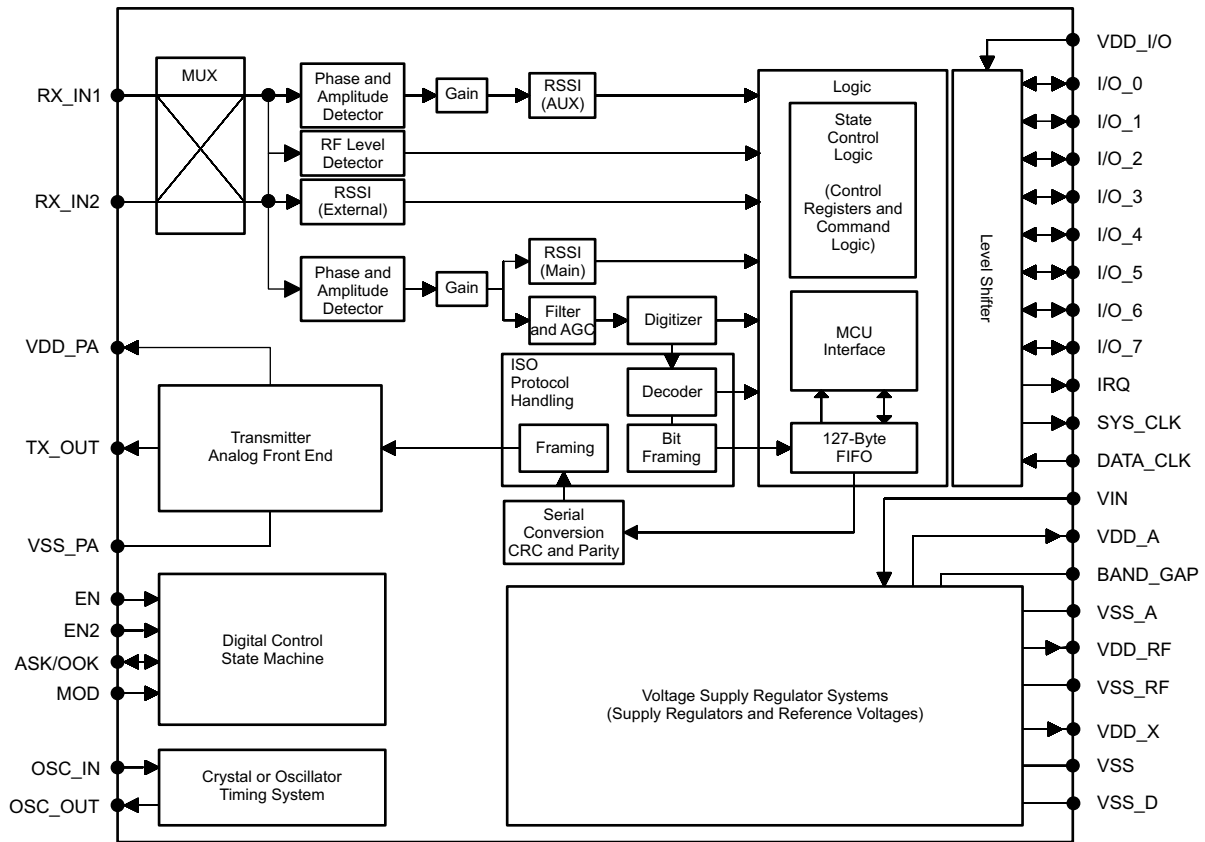 RX_IN1
RX_IN2
VDD_PA
TX_OUT
VSS_PA
EN
EN2
ASK/OOK
MOD
OSC_IN
OSC_OUT
MUX
Phase and
Amplitude
Detector
Gain
RSSI
(AUX)
RF Level
Detector
RSSI
(External)
Phase and
Amplitude
Detector
Gain
RSSI
(Main)
Filter
and AGC
Digitizer
ISO
Protocol
Handling
Decoder
Bit
Framing
Framing
Serial
Conversion
CRC and Parity
Transmitter
Analog Front End
Digital Control
State Machine
Crystal or Oscillator
Timing System
Logic
State
Control
Logic
(Control
Registers and
Command
Logic)
MCU
Interface
127-Byte
FIFO
Level Shifter
Voltage Supply Regulator Systems
(Supply Regulators and Reference Voltages)
VDD_I/O
I/O_0
I/O_1
I/O_2
I/O_3
I/O_4
I/O_5
I/O_6
I/O_7
IRQ
SYS_CLK
DATA_CLK
VIN
VDD_A
BAND_GAP
VSS_A
VDD_RF
VSS_RF
VDD_X
VSS
VSS_D